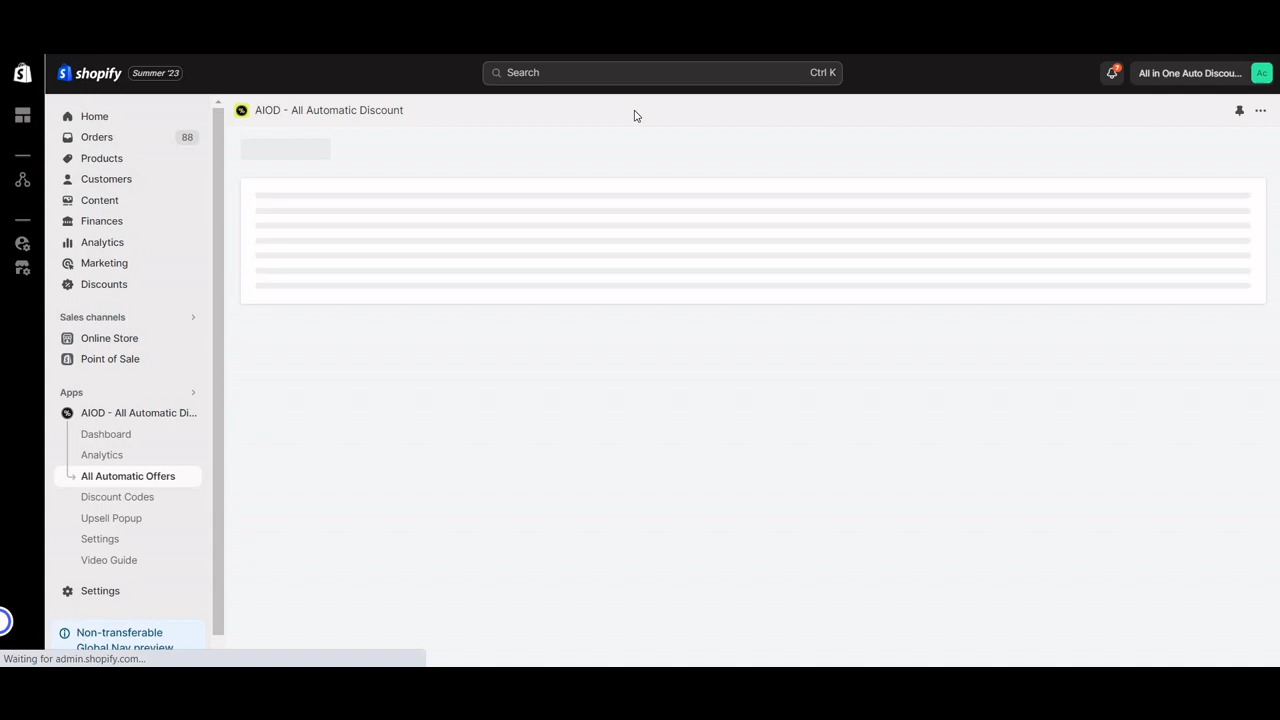 shopify
Summer '23
Search
Ctrl K
7
All in One Auto Discou...
Ac
Home
Orders
88
Products
Customers
Content
Finances
Analytics
Marketing
Discounts
Sales channels
Online Store
Point of Sale
Apps
AIOD - All Automatic Di...
Dashboard
Analytics
All Automatic Offers
Discount Codes
Upsell Popup
Settings
Video Guide
Settings
Non-transferable
Global Nav preview
AIOD - All Automatic Discount
Waiting for admin.shopify.com...